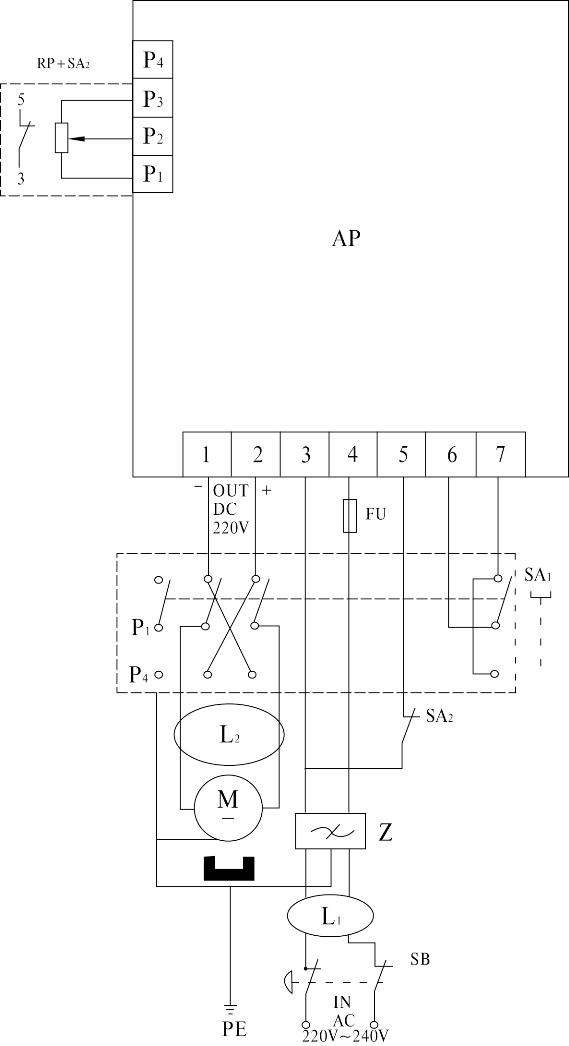 P4
RP+SA2
P3
5
P2
3
P1
AP
1 2 3 4 5 6 7
− OUT +
DC
220V
FU
SA1
P1
P4
SA2
L2
M
Z
L1
SB
IN
AC
PE
220V~240V